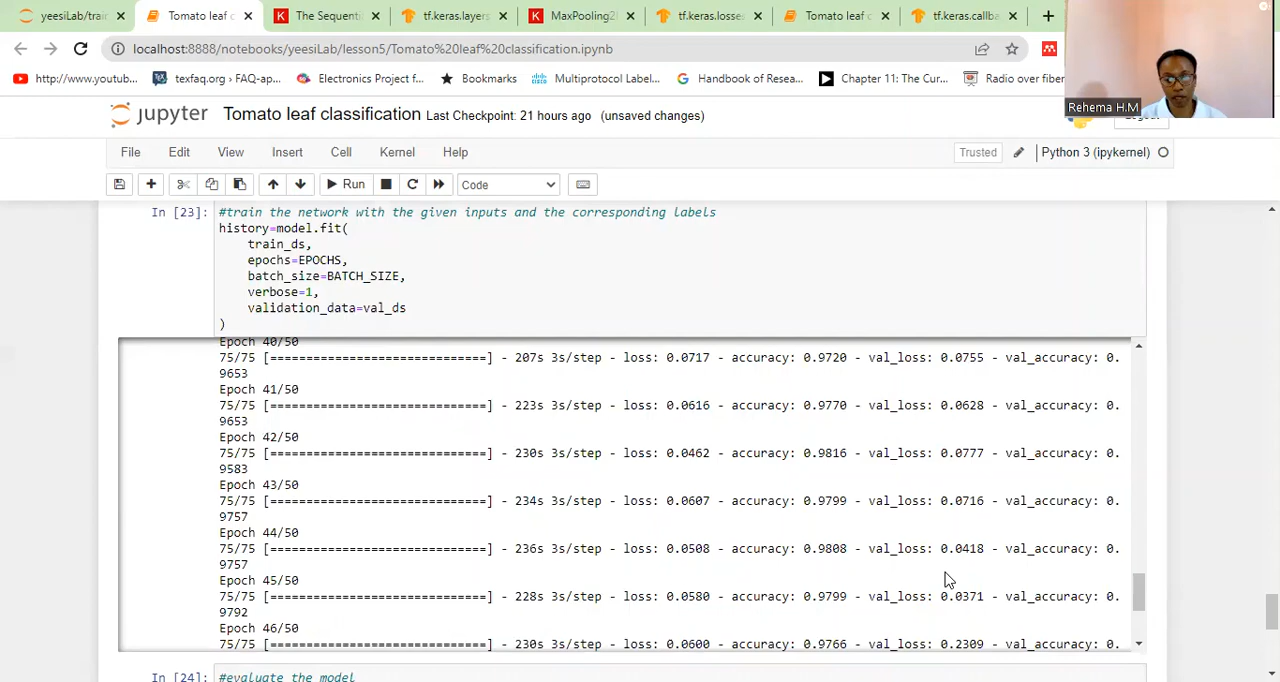 yeesiLab/train
Tomato leaf c
The Sequenti
tf.keras.layers
MaxPooling2
tf.keras.losse
Tomato leaf c
tf.keras.callba
localhost:8888/notebooks/yeesiLab/lesson5/Tomato%20leaf%20classification.ipynb
http://www.youtub...
texfaq.org › FAQ-ap...
Electronics Project f...
Bookmarks
Multiprotocol Label...
Handbook of Resea...
Chapter 11: The Cur...
Radio over fiber
Rehema H.M
jupyter Tomato leaf classification Last Checkpoint: 21 hours ago (unsaved changes)
File Edit View Insert Cell Kernel Help
Trusted
Python 3 (ipykernel)
Run
Code
In [23]: #train the network with the given inputs and the corresponding labels
history=model.fit(
train_ds,
epochs=EPOCHS,
batch_size=BATCH_SIZE,
verbose=1,
validation_data=val_ds
)
Epoch 40/50
75/75 [==============================] - 207s 3s/step - loss: 0.0717 - accuracy: 0.9720 - val_loss: 0.0755 - val_accuracy: 0.
9653
Epoch 41/50
75/75 [==============================] - 223s 3s/step - loss: 0.0616 - accuracy: 0.9770 - val_loss: 0.0628 - val_accuracy: 0.
9653
Epoch 42/50
75/75 [==============================] - 230s 3s/step - loss: 0.0462 - accuracy: 0.9816 - val_loss: 0.0777 - val_accuracy: 0.
9583
Epoch 43/50
75/75 [==============================] - 234s 3s/step - loss: 0.0607 - accuracy: 0.9799 - val_loss: 0.0716 - val_accuracy: 0.
9757
Epoch 44/50
75/75 [==============================] - 236s 3s/step - loss: 0.0508 - accuracy: 0.9808 - val_loss: 0.0418 - val_accuracy: 0.
9757
Epoch 45/50
75/75 [==============================] - 228s 3s/step - loss: 0.0580 - accuracy: 0.9799 - val_loss: 0.0371 - val_accuracy: 0.
9792
Epoch 46/50
75/75 [==============================] - 230s 3s/step - loss: 0.0600 - accuracy: 0.9766 - val_loss: 0.2309 - val_accuracy: 0.
In [24]: #evaluate the model